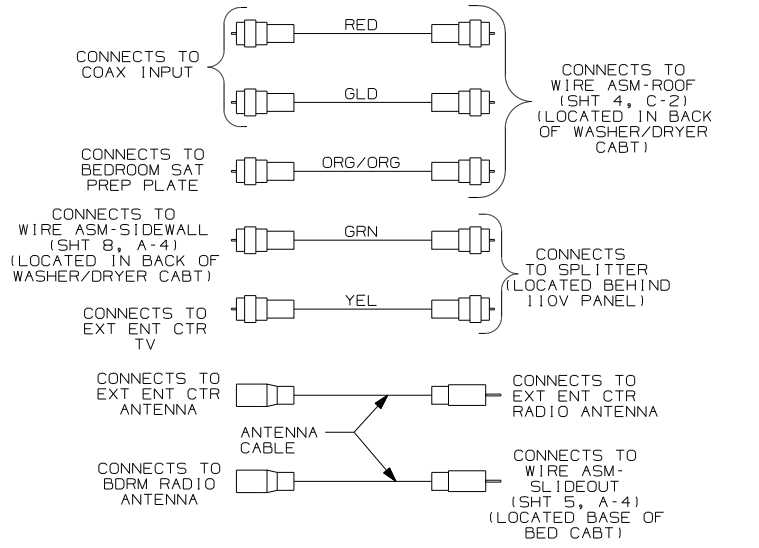 RED
CONNECTS TO
COAX INPUT
CONNECTS TO
WIRE ASM-ROOF
(SHT 4, C-2)
(LOCATED IN BACK
OF WASHER/DRYER
CABT)
GLD
CONNECTS TO
BEDROOM SAT
PREP PLATE
ORG/ORG
CONNECTS TO
WIRE ASM-SIDEWALL
(SHT 8, A-4)
(LOCATED IN BACK OF
WASHER/DRYER CABT)
GRN
CONNECTS
TO SPLITTER
(LOCATED BEHIND
110V PANEL)
YEL
CONNECTS TO
EXT ENT CTR
TV
CONNECTS TO
EXT ENT CTR
ANTENNA
CONNECTS TO
EXT ENT CTR
RADIO ANTENNA
ANTENNA
CABLE
CONNECTS TO
BDRM RADIO
ANTENNA
CONNECTS TO
WIRE ASM-
SLIDEOUT
(SHT 5, A-4)
(LOCATED BASE OF
BED CABT)